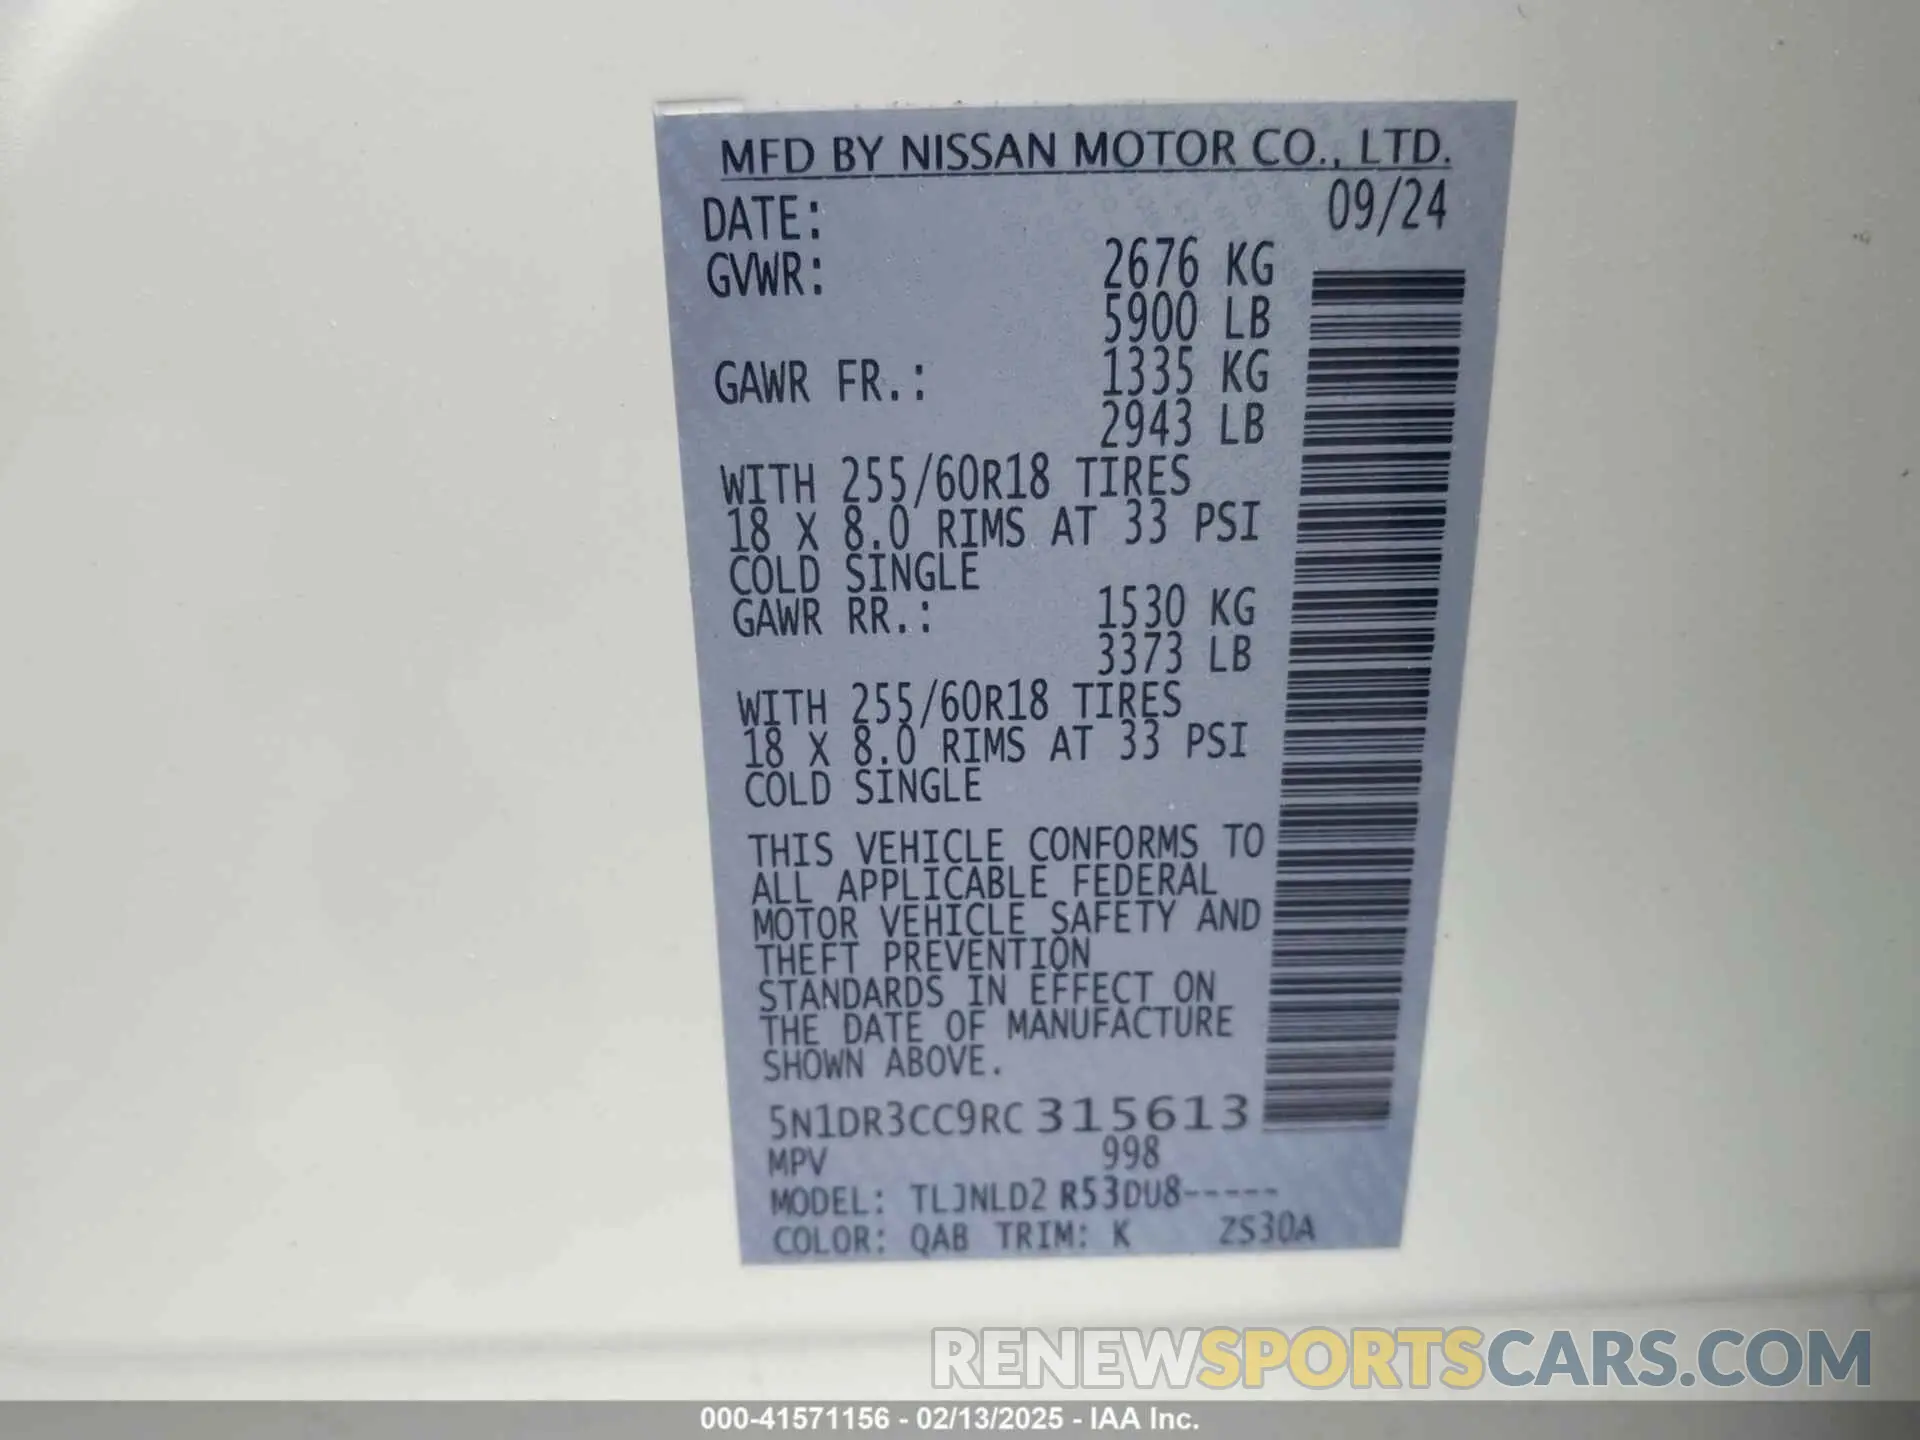 MFD BY NISSAN MOTOR CO., LTD.
DATE: 09/24
GVWR: 2676 KG
5900 LB
GAWR FR.: 1335 KG
2943 LB
WITH 255/60R18 TIRES
18 X 8.0 RIMS AT 33 PSI
COLD SINGLE
GAWR RR.: 1530 KG
3373 LB
WITH 255/60R18 TIRES
18 X 8.0 RIMS AT 33 PSI
COLD SINGLE
THIS VEHICLE CONFORMS TO
ALL APPLICABLE FEDERAL
MOTOR VEHICLE SAFETY AND
THEFT PREVENTION
STANDARDS IN EFFECT ON
THE DATE OF MANUFACTURE
SHOWN ABOVE.
5N1DR3CC9RC315613
MPV 998
MODEL: TLJNLD2 R53DU8-----
COLOR: QAB TRIM: K ZS30A
RENEWSPORTSCARS.COM
000-41571156 - 02/13/2025 - IAA Inc.